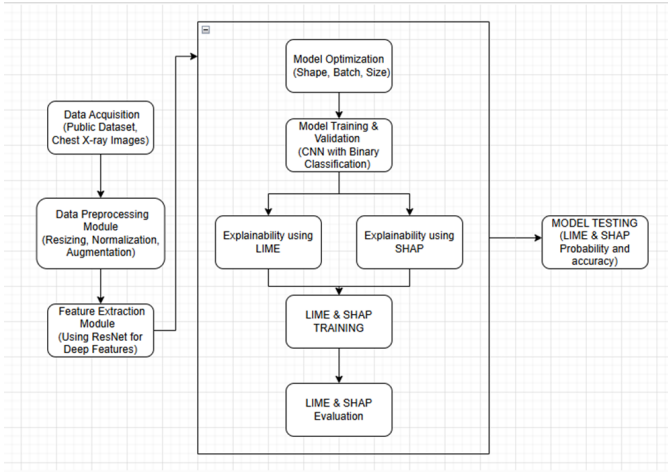 Data Acquisition
(Public Dataset,
Chest X-ray Images)
Data Preprocessing
Module
(Resizing, Normalization,
Augmentation)
Feature Extraction
Module
(Using ResNet for
Deep Features)
Model Optimization
(Shape, Batch, Size)
Model Training &
Validation
(CNN with Binary
Classification)
Explainability using
LIME
Explainability using
SHAP
LIME & SHAP
TRAINING
LIME & SHAP
Evaluation
MODEL TESTING
(LIME & SHAP
Probability and
accuracy)